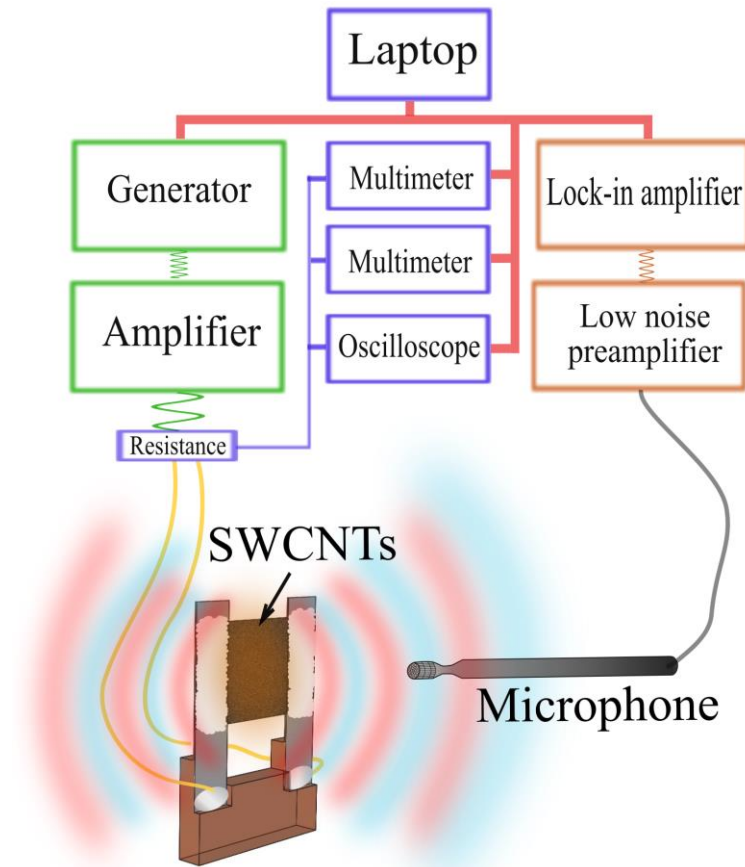 Laptop
Generator
Multimeter
Lock-in amplifier
Multimeter
Amplifier
Low noise
preamplifier
Oscilloscope
Resistance
SWCNTs
Microphone